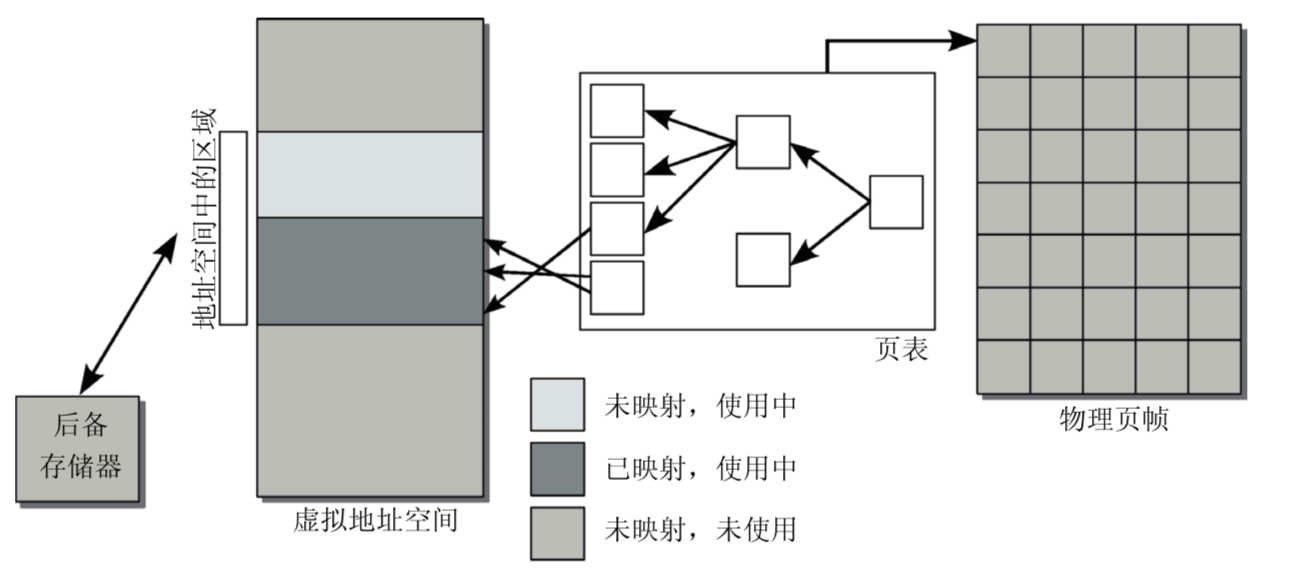 地址空间中的区域
页表
后备
存储器
未映射，使用中
物理页帧
已映射，使用中
虚拟地址空间
未映射，未使用